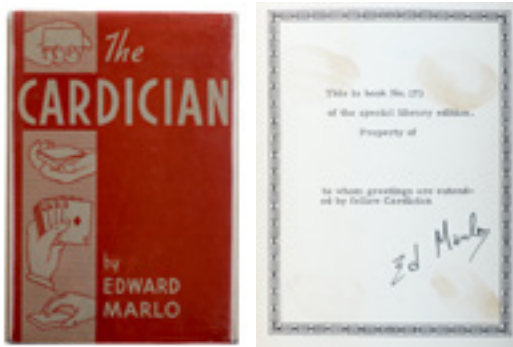 The
CARDICIAN
by
EDWARD
MARLO
This is book No. 175
of the special library edition.
Property of
to whom greetings are extend-
ed by fellow Cardician
Ed Marlo